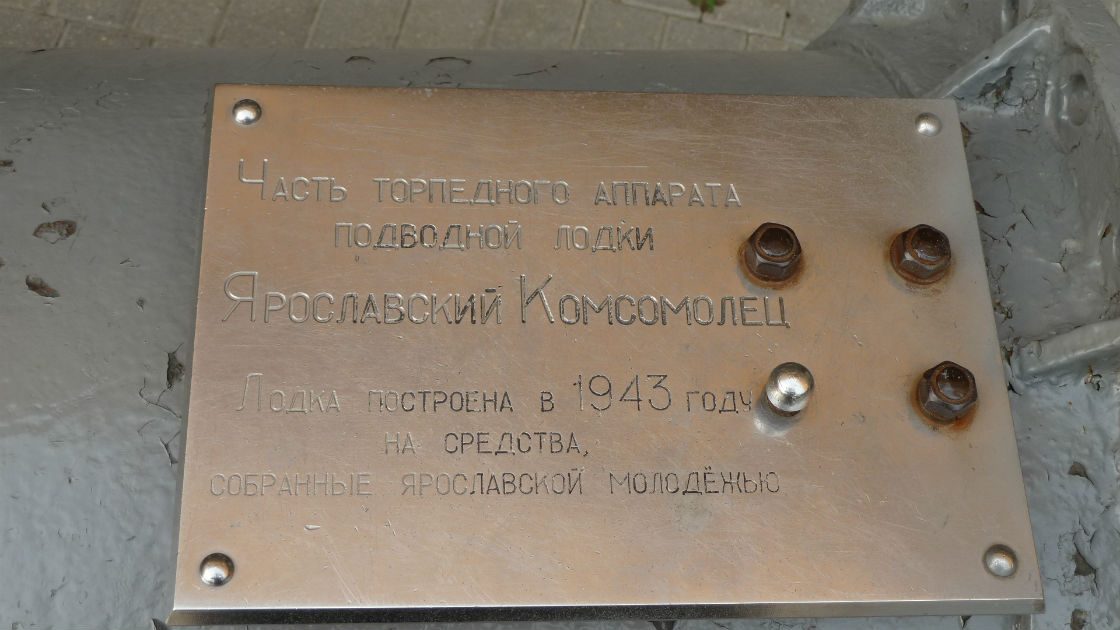 Часть торпедного аппарата
подводной лодки
Ярославский Комсомолец
Лодка построена в 1943 году
на средства,
собранные ярославской молодёжью